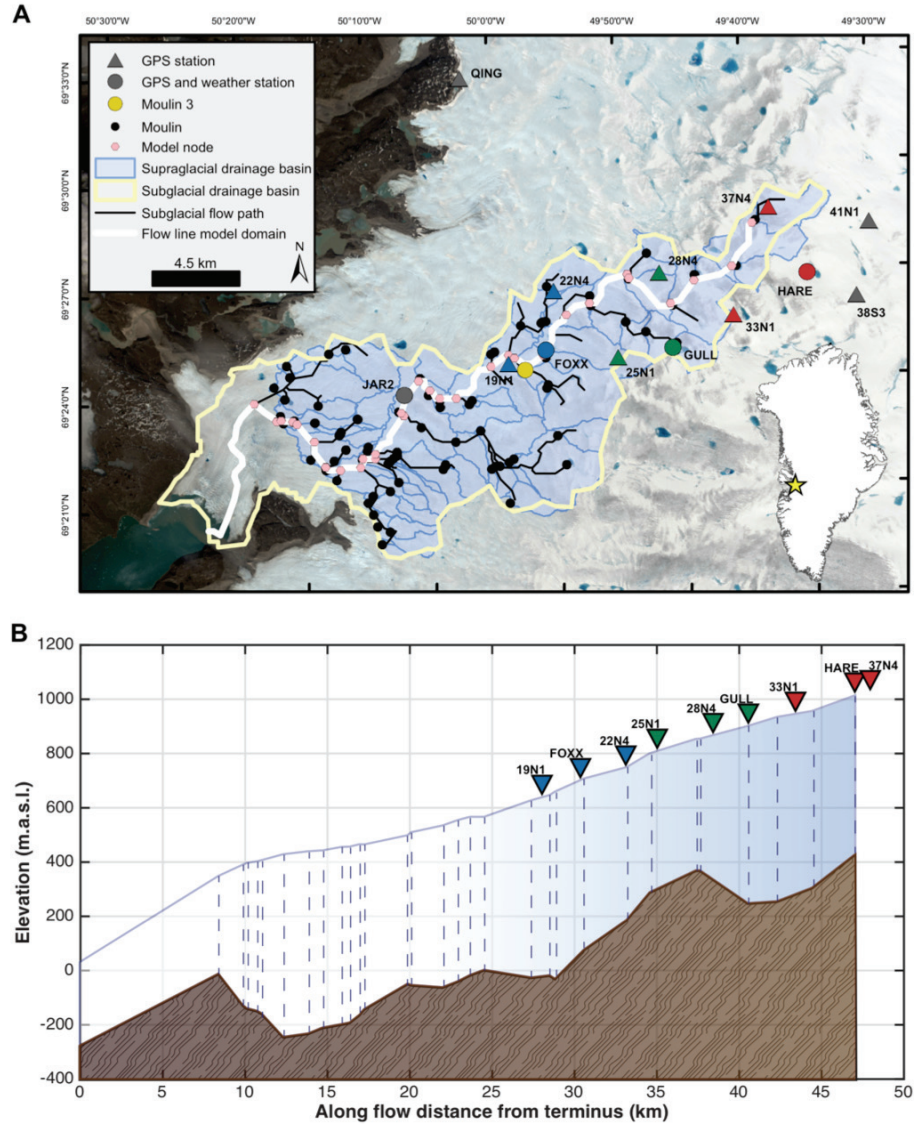 A
50°30'0"W 50°20'0"W 50°10'0"W 50°0'0"W 49°50'0"W 49°40'0"W 49°30'0"W
69°33'0"N
69°30'0"N
69°27'0"N
69°24'0"N
69°21'0"N
GPS station
GPS and weather station
Moulin 3
Moulin
Model node
Supraglacial drainage basin
Subglacial drainage basin
Subglacial flow path
Flow line model domain
4.5 km
N
QING
37N4
41N1
28N4
22N4
HARE
38S3
33N1
FOXX
GULL
19N1
25N1
JAR2
B
1200
1000
800
600
400
200
0
-200
-400
Elevation (m.a.s.l.)
HARE 37N4
33N1
GULL
28N4
25N1
22N4
FOXX
19N1
0 5 10 15 20 25 30 35 40 45 50
Along flow distance from terminus (km)